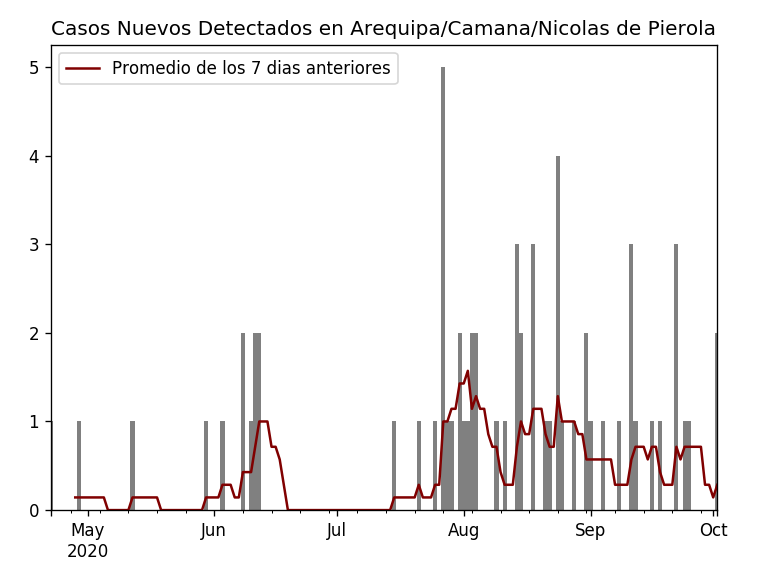 Casos Nuevos Detectados en Arequipa/Camana/Nicolas de Pierola
Promedio de los 7 dias anteriores
5
4
3
2
1
0
May Jun Jul Aug Sep Oct
2020